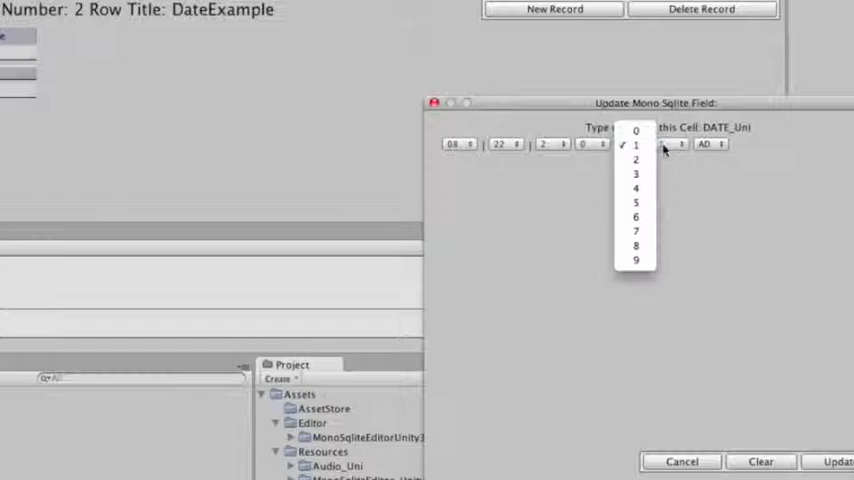 Number: 2 Row Title: DateExample
New Record Delete Record
e
Update Mono Sqlite Field:
Type this Cell: DATE_Uni
08 | 22 | 2 0 AD
0
✓ 1
2
3
4
5
6
7
8
9
Project
All
Create
Assets
AssetStore
Editor
MonoSqliteEditorUnity3
Resources
Audio_Uni
Cancel Clear Updat